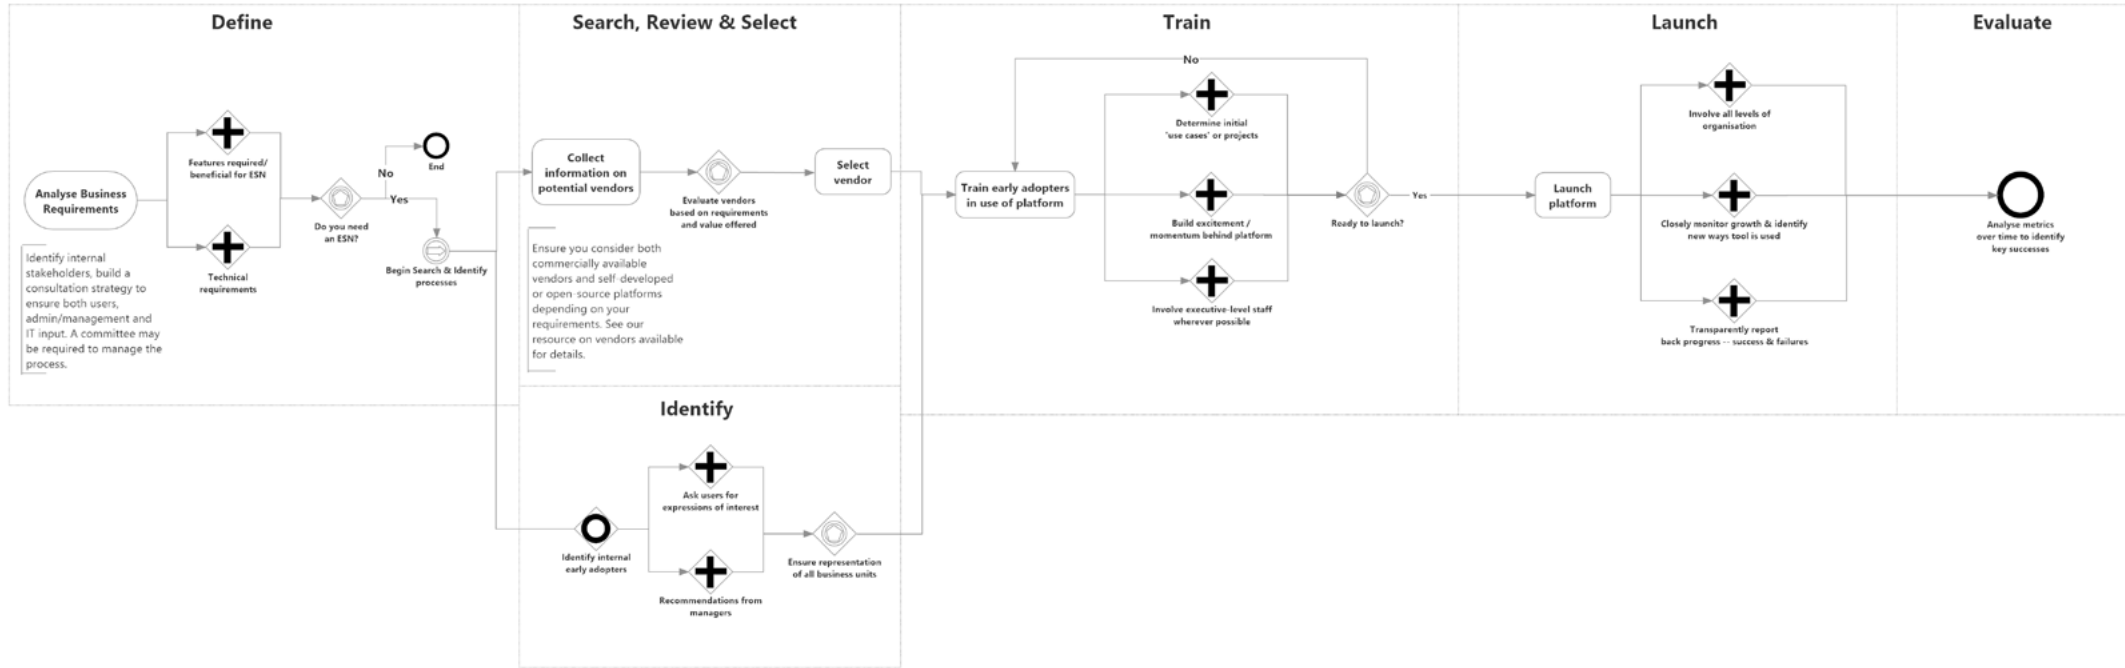 Define
Analyse Business
Requirements
Identify internal
stakeholders, build a
consultation strategy to
ensure both users,
admin/management and
IT input. A committee may
be required to manage the
process.
Features required/
beneficial for ESN
Technical
requirements
Do you need
an ESN?
No
End
Yes
Begin Search & Identify
processes
Search, Review & Select
Collect
information on
potential vendors
Evaluate vendors
based on requirements
and value offered
Select
vendor
Ensure you consider both
commercially available
vendors and self-developed
or open-source platforms
depending on your
requirements. See our
resource on vendors available
for details.
Identify
Identify internal
early adopters
Ask users for
expressions of interest
Recommendations from
managers
Ensure representation
of all business units
Train
No
Train early adopters
in use of platform
Determine initial
'use cases' or projects
Build excitement /
momentum behind platform
Involve executive-level staff
wherever possible
Ready to launch?
Yes
Launch
Launch
platform
Involve all levels of
organisation
Closely monitor growth & identify
new ways tool is used
Transparently report
back progress -- success & failures
Evaluate
Analyse metrics
over time to identify
key successes